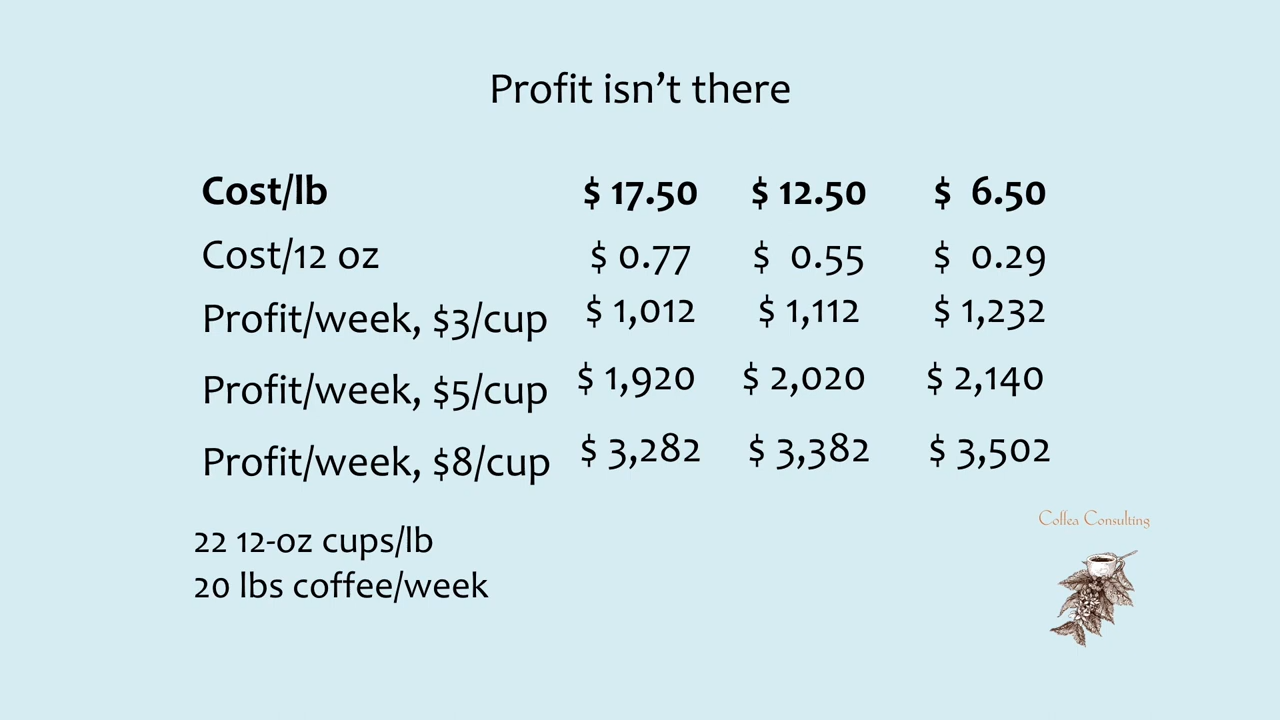 Profit isn’t there
Cost/lb $ 17.50 $ 12.50 $ 6.50
Cost/12 oz $ 0.77 $ 0.55 $ 0.29
Profit/week, $3/cup $ 1,012 $ 1,112 $ 1,232
Profit/week, $5/cup $ 1,920 $ 2,020 $ 2,140
Profit/week, $8/cup $ 3,282 $ 3,382 $ 3,502
22 12-oz cups/lb
20 lbs coffee/week
Coffea Consulting